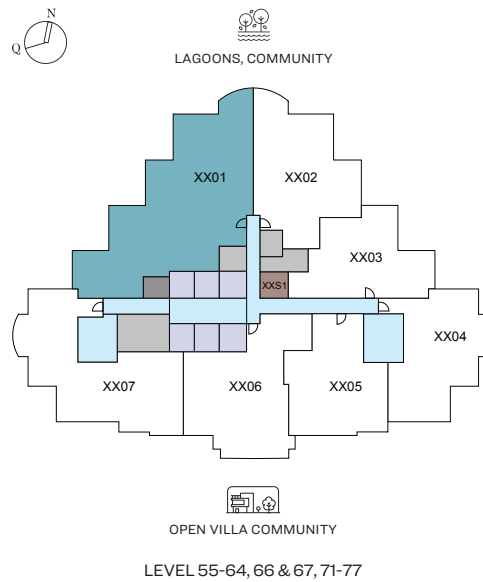 N
Q
LAGOONS, COMMUNITY
XX01
XX02
XX03
XXS1
XX04
XX07
XX06
XX05
OPEN VILLA COMMUNITY
LEVEL 55-64, 66 & 67, 71-77